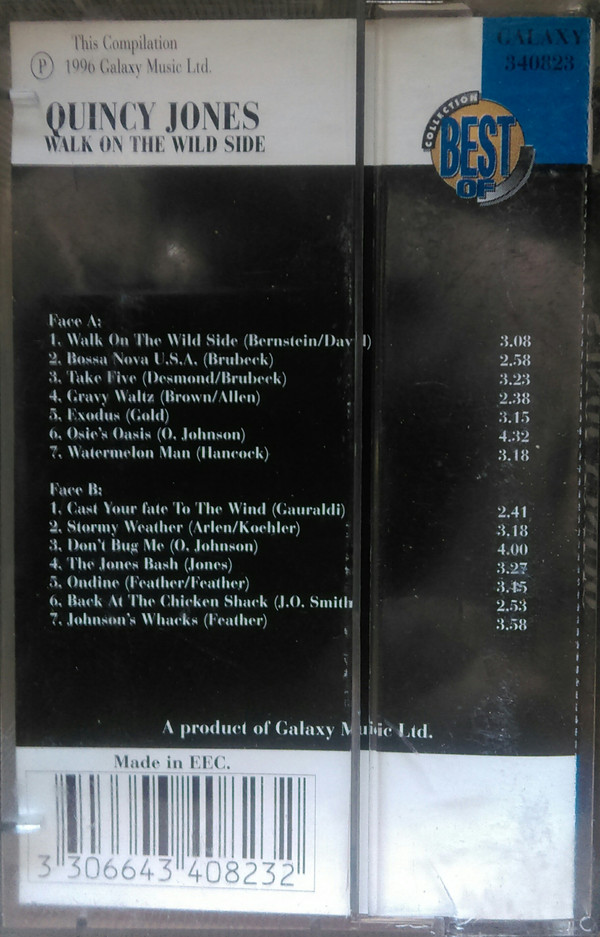 This Compilation
Ⓟ 1996 Galaxy Music Ltd.
GALAXY
340823
QUINCY JONES
WALK ON THE WILD SIDE
COLLECTION
BEST
OF
Face A:
1. Walk On The Wild Side (Bernstein/David) 3.08
2. Bossa Nova U.S.A. (Brubeck) 2.58
3. Take Five (Desmond/Brubeck) 3.23
4. Gravy Waltz (Brown/Allen) 2.38
5. Exodus (Gold) 3.15
6. Osie's Oasis (O. Johnson) 4.32
7. Watermelon Man (Hancock) 3.18
Face B:
1. Cast Your fate To The Wind (Gauraldi) 2.41
2. Stormy Weather (Arlen/Koehler) 3.18
3. Don't Bug Me (O. Johnson) 4.00
4. The Jones Bash (Jones) 3.27
5. Ondine (Feather/Feather) 3.45
6. Back At The Chicken Shack (J.O. Smith 2.53
7. Johnson's Whacks (Feather) 3.58
A product of Galaxy Music Ltd.
Made in EEC.
3 306643 408232